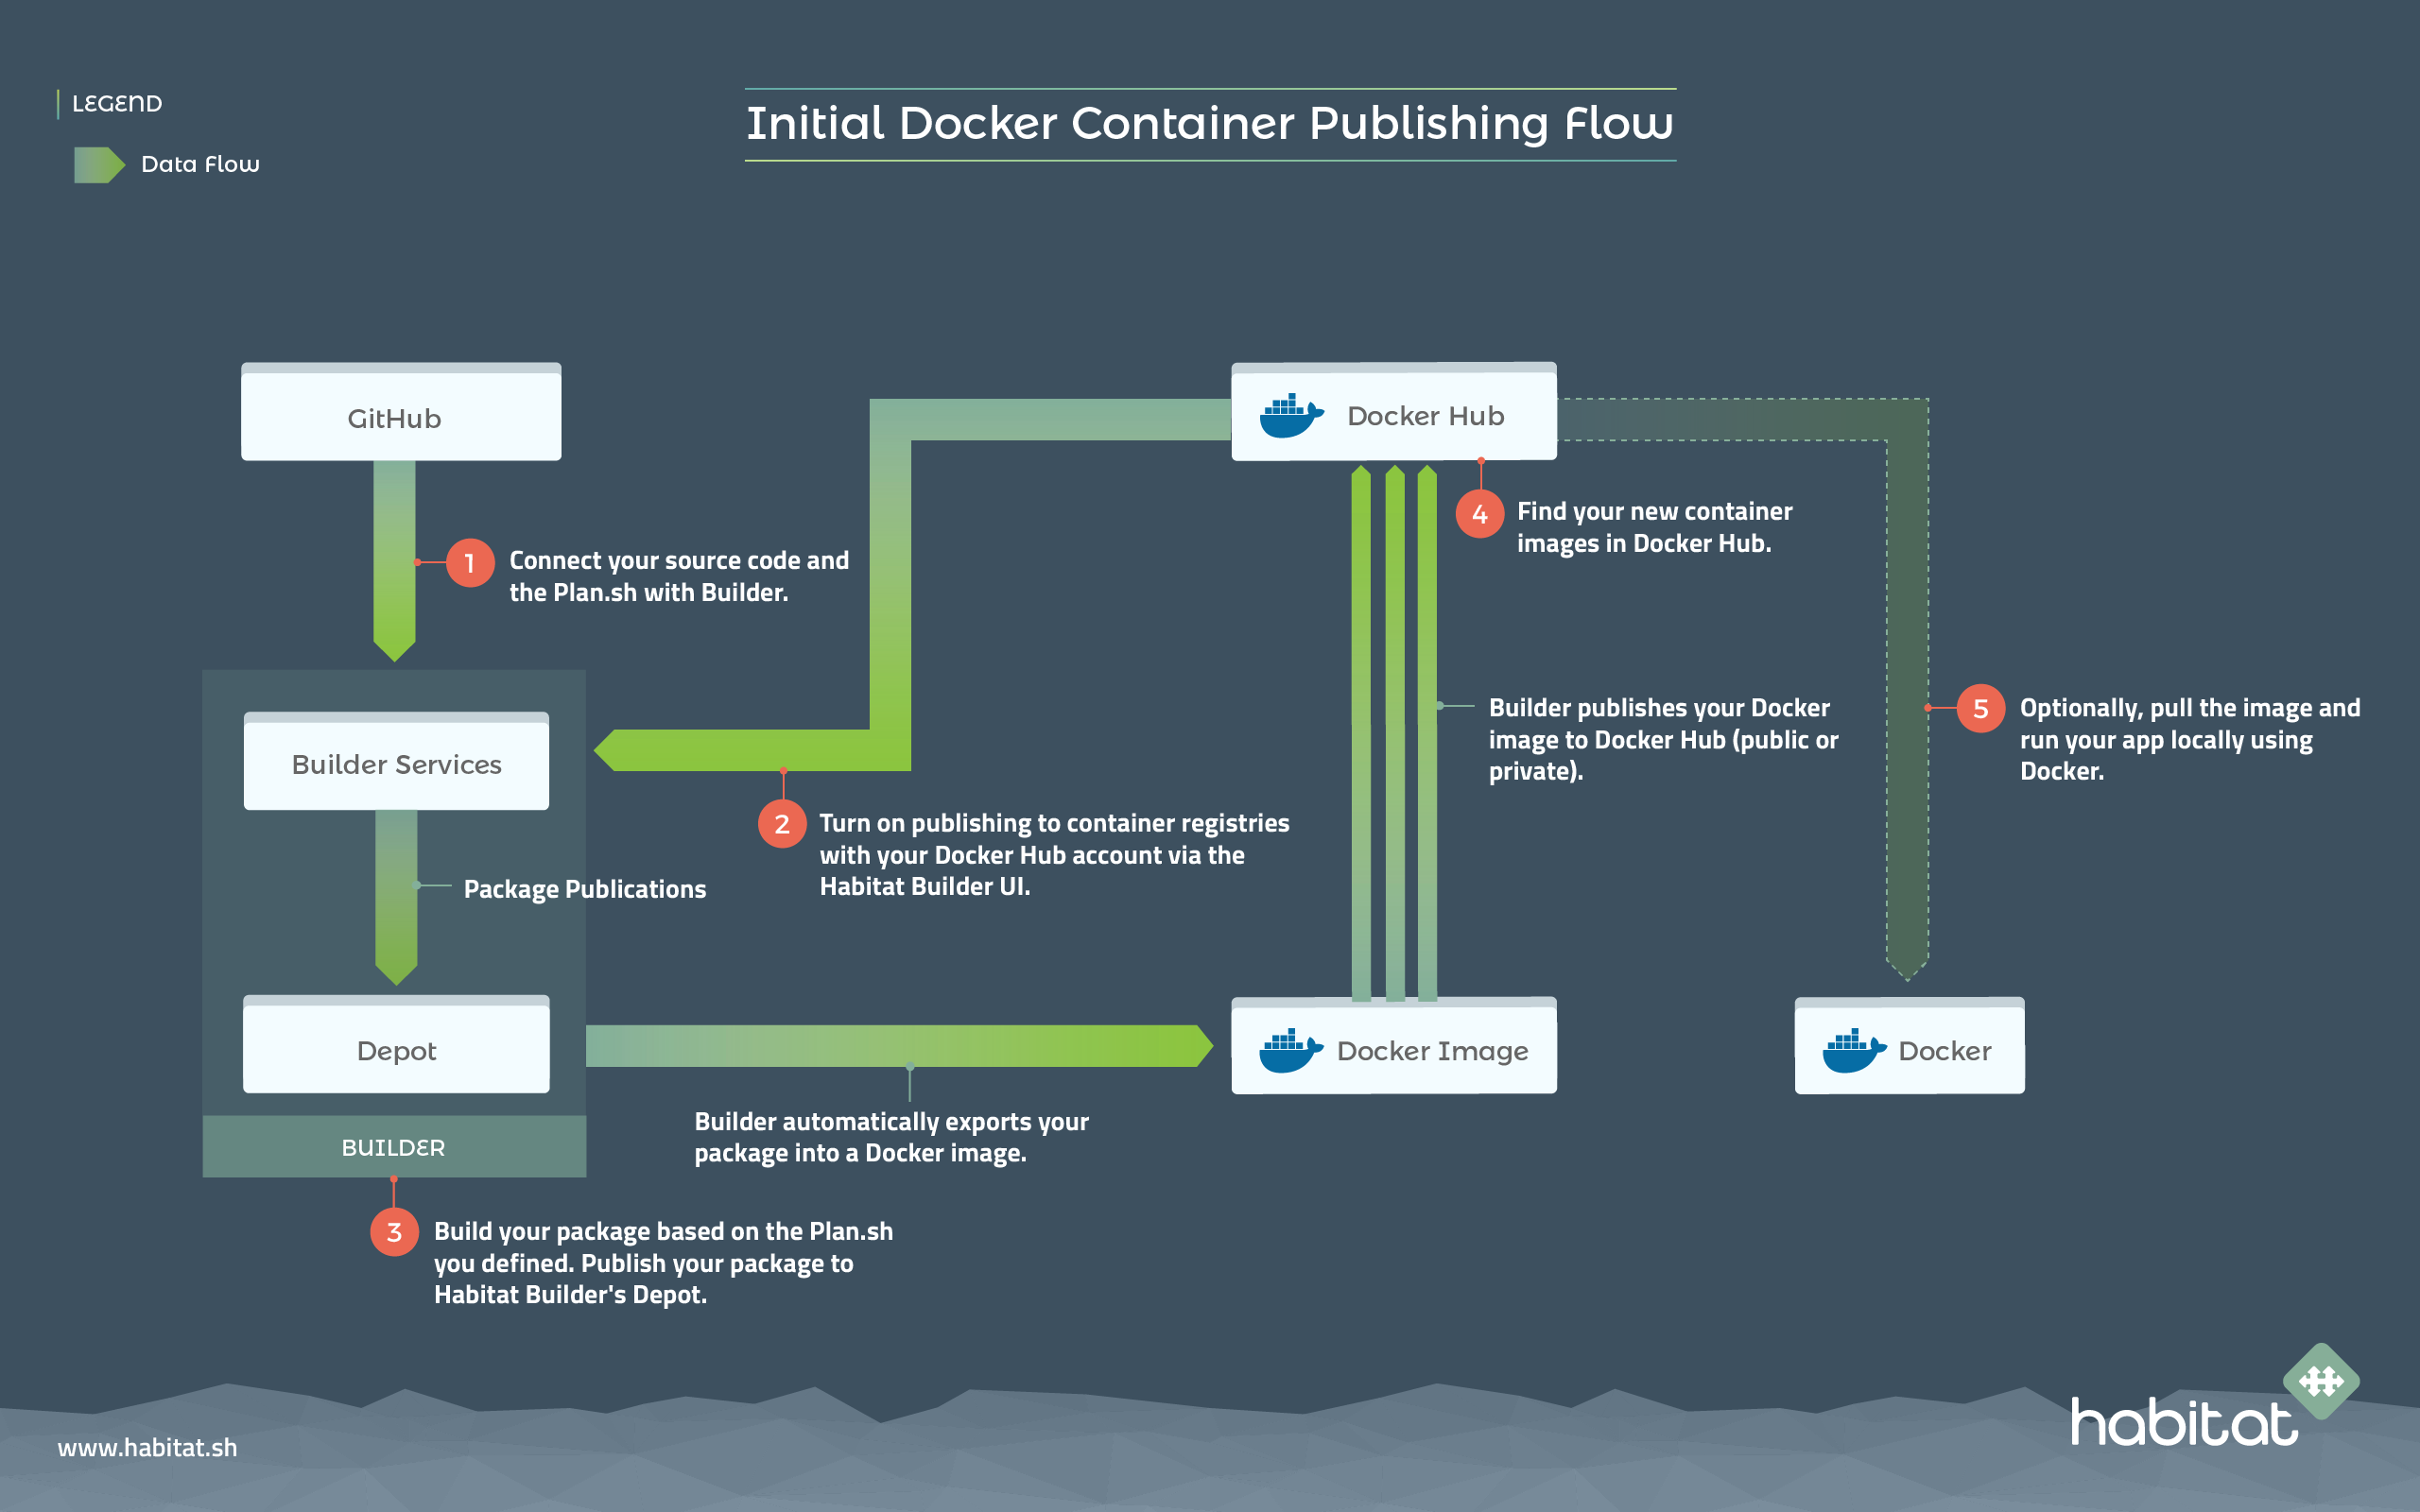 LEGEND
Data Flow
Initial Docker Container Publishing Flow
GitHub
Docker Hub
1
Connect your source code and
the Plan.sh with Builder.
4
Find your new container
images in Docker Hub.
Builder Services
2
Turn on publishing to container registries
with your Docker Hub account via the
Habitat Builder UI.
Builder publishes your Docker
image to Docker Hub (public or
private).
5
Optionally, pull the image and
run your app locally using
Docker.
Package Publications
Depot
Docker Image
Docker
Builder automatically exports your
package into a Docker image.
BUILDER
3
Build your package based on the Plan.sh
you defined. Publish your package to
Habitat Builder's Depot.
www.habitat.sh
habitat